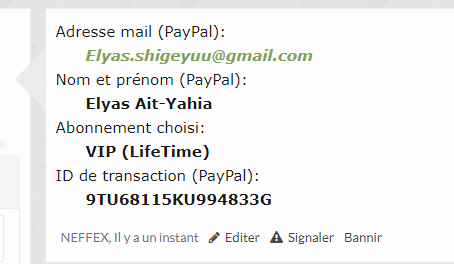 Adresse mail (PayPal):
Elyas.shigeyuu@gmail.com
Nom et prénom (PayPal):
Elyas Ait-Yahia
Abonnement choisi:
VIP (LifeTime)
ID de transaction (PayPal):
9TU68115KU994833G
NEFFEX, Il y a un instant Editer Signaler Bannir